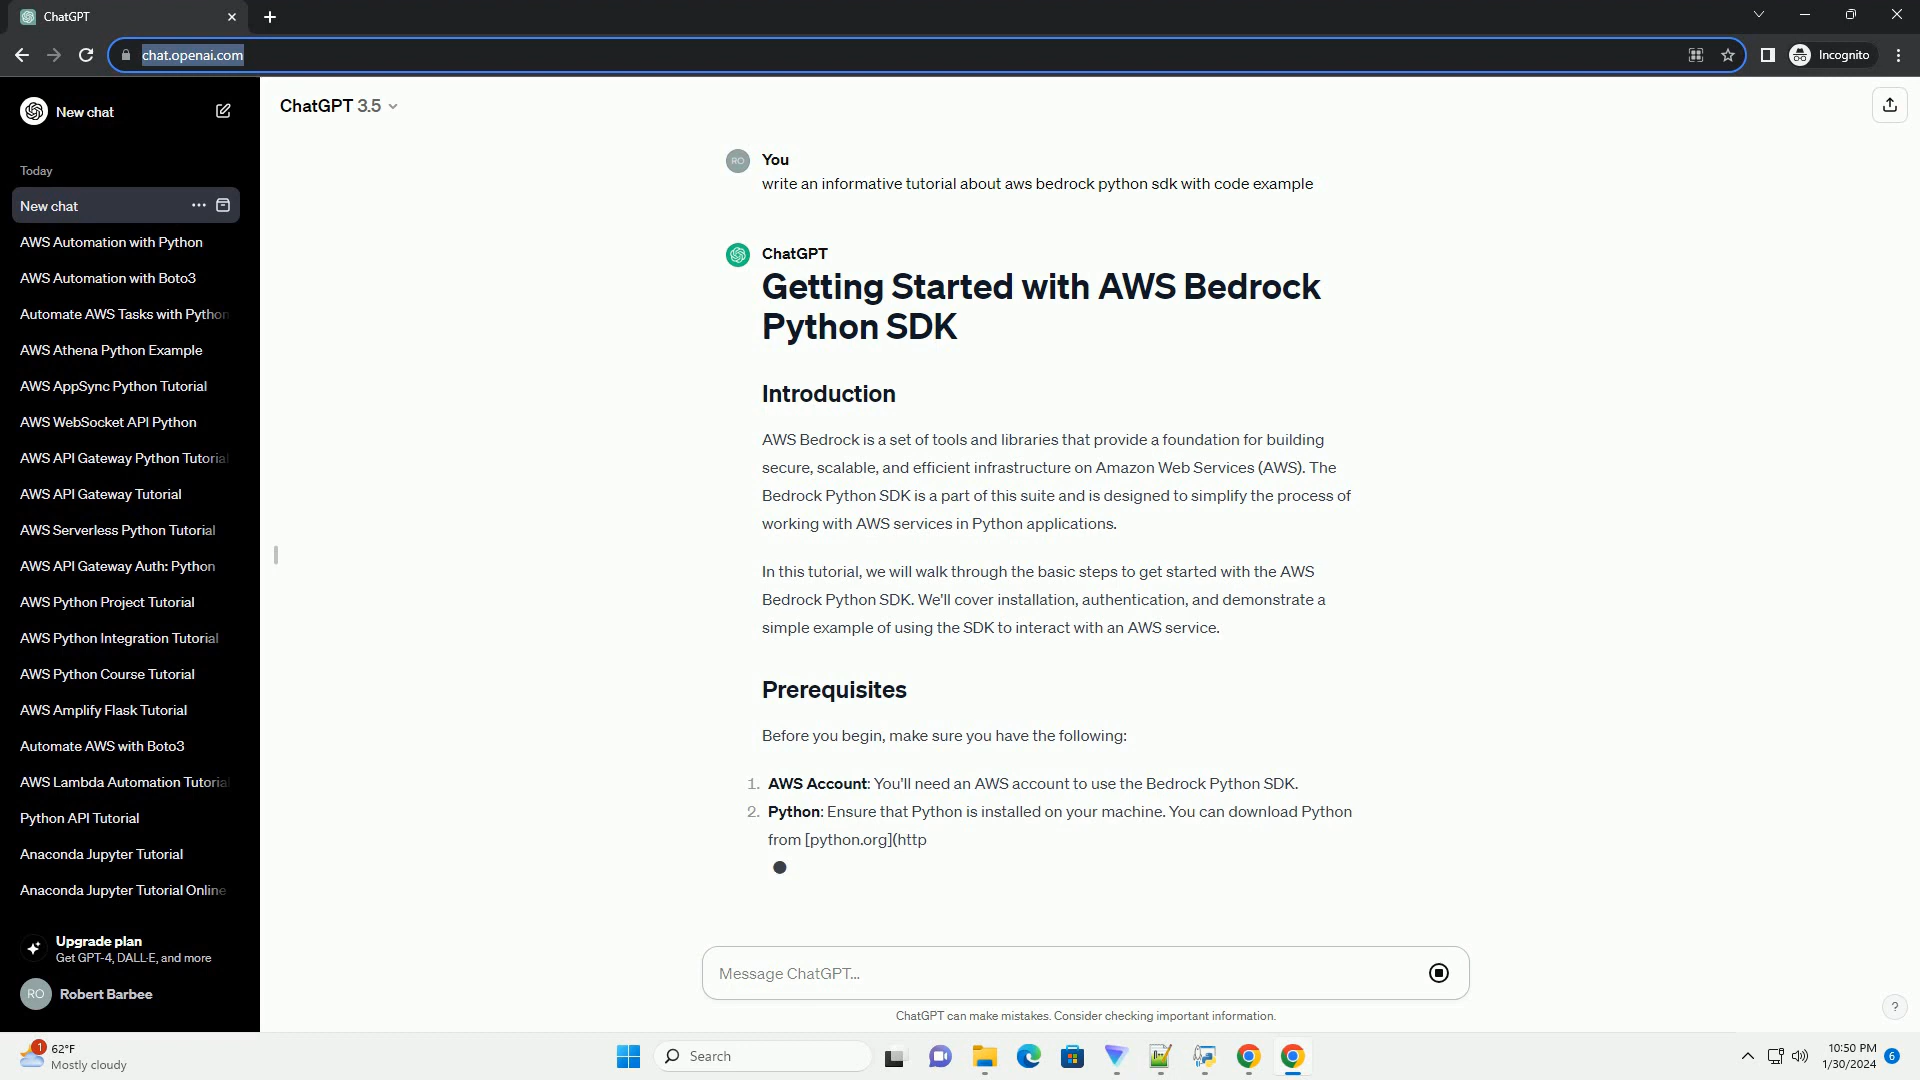 ChatGPT
chat.openai.com
Incognito
New chat
ChatGPT 3.5
Today
New chat
AWS Automation with Python
AWS Automation with Boto3
Automate AWS Tasks with Python
AWS Athena Python Example
AWS AppSync Python Tutorial
AWS WebSocket API Python
AWS API Gateway Python Tutorial
AWS API Gateway Tutorial
AWS Serverless Python Tutorial
AWS API Gateway Auth: Python
AWS Python Project Tutorial
AWS Python Integration Tutorial
AWS Python Course Tutorial
AWS Amplify Flask Tutorial
Automate AWS with Boto3
AWS Lambda Automation Tutorial
Python API Tutorial
Anaconda Jupyter Tutorial
Anaconda Jupyter Tutorial Online
Upgrade plan
Get GPT-4, DALL·E, and more
RO
Robert Barbee
RO
You
write an informative tutorial about aws bedrock python sdk with code example
ChatGPT
Getting Started with AWS Bedrock
Python SDK
Introduction
AWS Bedrock is a set of tools and libraries that provide a foundation for building
secure, scalable, and efficient infrastructure on Amazon Web Services (AWS). The
Bedrock Python SDK is a part of this suite and is designed to simplify the process of
working with AWS services in Python applications.
In this tutorial, we will walk through the basic steps to get started with the AWS
Bedrock Python SDK. We'll cover installation, authentication, and demonstrate a
simple example of using the SDK to interact with an AWS service.
Prerequisites
Before you begin, make sure you have the following:
1. AWS Account: You'll need an AWS account to use the Bedrock Python SDK.
2. Python: Ensure that Python is installed on your machine. You can download Python
from [python.org](http
Message ChatGPT...
ChatGPT can make mistakes. Consider checking important information.
?
1
62°F
Mostly cloudy
Search
10:50 PM
1/30/2024
6